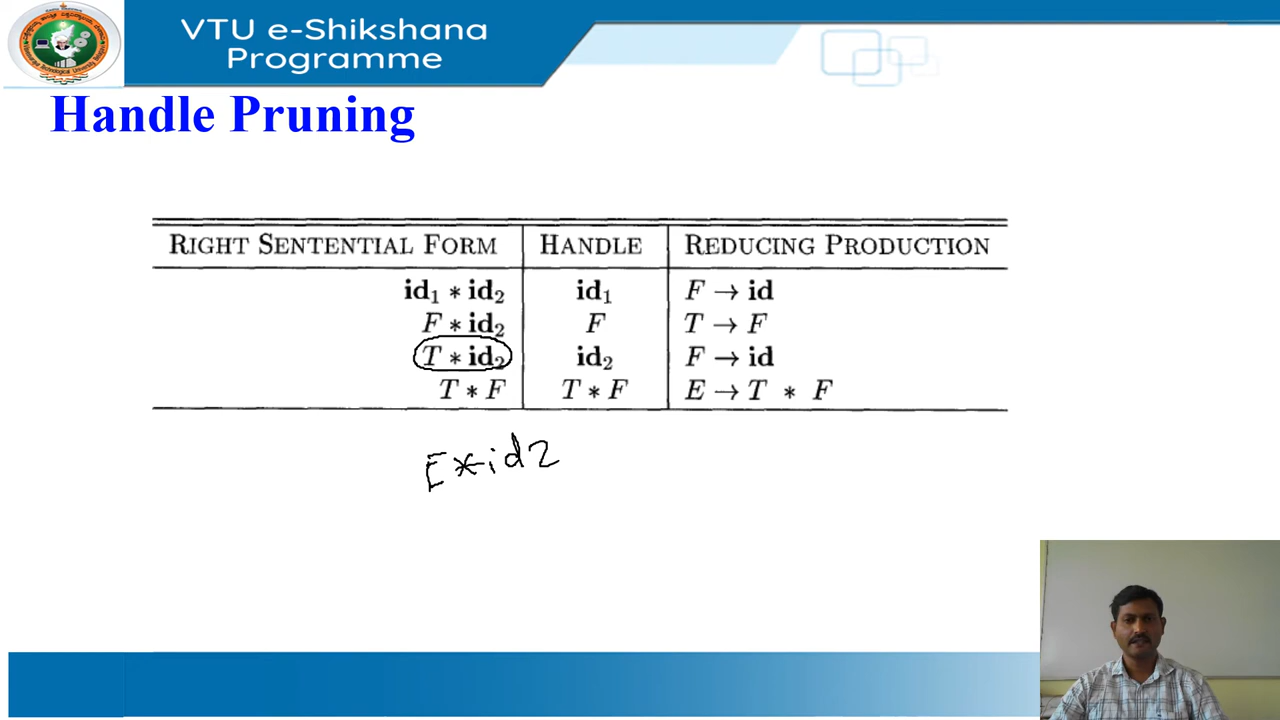 VTU e-Shikshana
Programme
Handle Pruning
RIGHT SENTENTIAL FORM HANDLE REDUCING PRODUCTION
id₁ * id₂ id₁ F → id
F * id₂ F T → F
T * id₂ id₂ F → id
T * F T * F E → T * F
E*id2